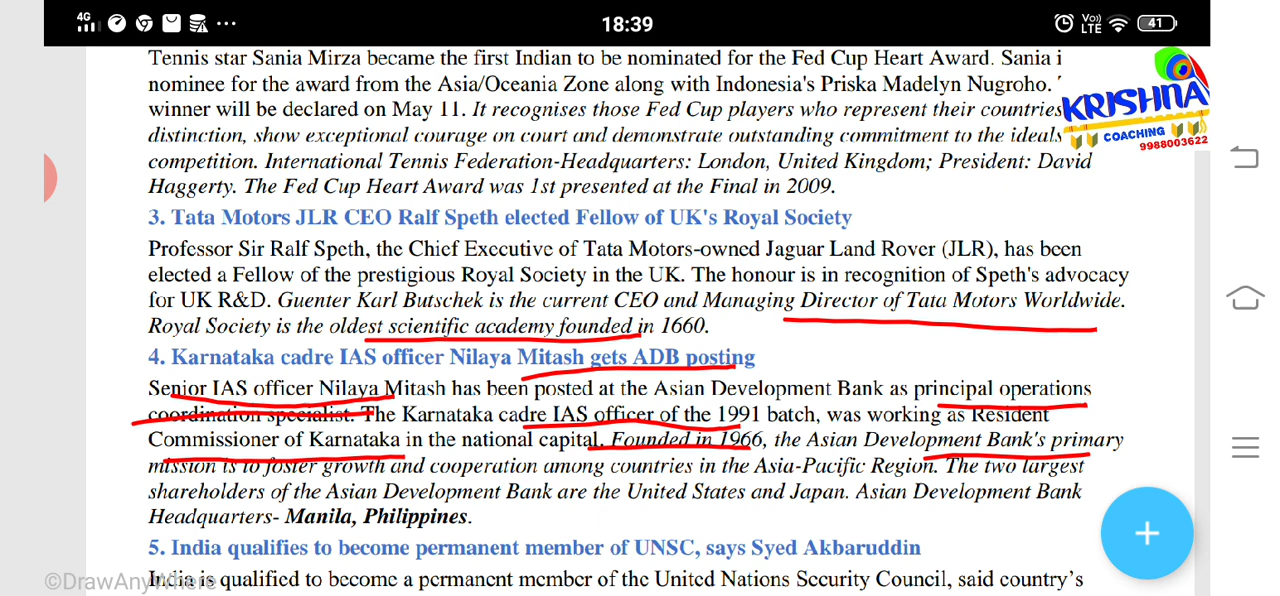 4G 18:39 Vo)) LTE 41
Tennis star Sania Mirza became the first Indian to be nominated for the Fed Cup Heart Award. Sania i
nominee for the award from the Asia/Oceania Zone along with Indonesia's Priska Madelyn Nugroho.
winner will be declared on May 11. It recognises those Fed Cup players who represent their countries
distinction, show exceptional courage on court and demonstrate outstanding commitment to the ideals
competition. International Tennis Federation-Headquarters: London, United Kingdom; President: David
Haggerty. The Fed Cup Heart Award was 1st presented at the Final in 2009.
KRISHNA
COACHING
9988003622
3. Tata Motors JLR CEO Ralf Speth elected Fellow of UK's Royal Society
Professor Sir Ralf Speth, the Chief Executive of Tata Motors-owned Jaguar Land Rover (JLR), has been
elected a Fellow of the prestigious Royal Society in the UK. The honour is in recognition of Speth's advocacy
for UK R&D. Guenter Karl Butschek is the current CEO and Managing Director of Tata Motors Worldwide.
Royal Society is the oldest scientific academy founded in 1660.
4. Karnataka cadre IAS officer Nilaya Mitash gets ADB posting
Senior IAS officer Nilaya Mitash has been posted at the Asian Development Bank as principal operations
coordination specialist. The Karnataka cadre IAS officer of the 1991 batch, was working as Resident
Commissioner of Karnataka in the national capital. Founded in 1966, the Asian Development Bank's primary
mission is to foster growth and cooperation among countries in the Asia-Pacific Region. The two largest
shareholders of the Asian Development Bank are the United States and Japan. Asian Development Bank
Headquarters- Manila, Philippines.
5. India qualifies to become permanent member of UNSC, says Syed Akbaruddin
India is qualified to become a permanent member of the United Nations Security Council, said country's
©DrawAnyWhere